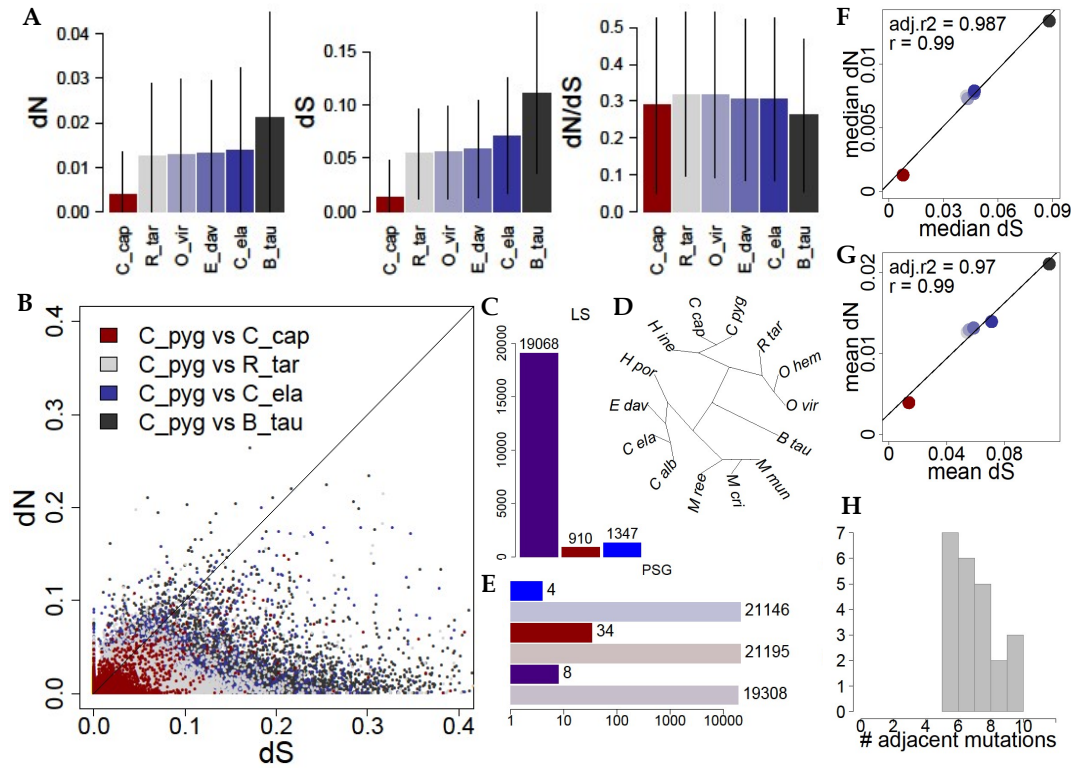 A
dN
0.04
0.03
0.02
0.01
0.00
C_cap
R_tar
O_vir
E_dav
C_ela
B_tau
dS
0.15
0.10
0.05
0.00
C_cap
R_tar
O_vir
E_dav
C_ela
B_tau
dN/dS
0.5
0.4
0.3
0.2
0.1
0.0
C_cap
R_tar
O_vir
E_dav
C_ela
B_tau
B
C_pyg vs C_cap
C_pyg vs R_tar
C_pyg vs C_ela
C_pyg vs B_tau
dN
0.4
0.3
0.2
0.1
0.0
0.0
0.1
0.2
0.3
0.4
dS
C
LS
20000
15000
10000
5000
0
19068
910
1347
D
H ine
C cap
C pyg
R tar
O hem
O vir
B tau
M mun
M cri
M ree
C alb
C ela
E dav
H por
E
PSG
4
21146
34
21195
8
19308
1
10
100
1000
10000
F
adj.r2 = 0.987
r = 0.99
median dN
0.01
0.005
0
0
0.03
0.06
0.09
median dS
G
adj.r2 = 0.97
r = 0.99
mean dN
0.02
0.01
0
0
0.04
0.08
mean dS
H
7
6
5
4
3
2
1
0
0
2
4
6
8
10
# adjacent mutations